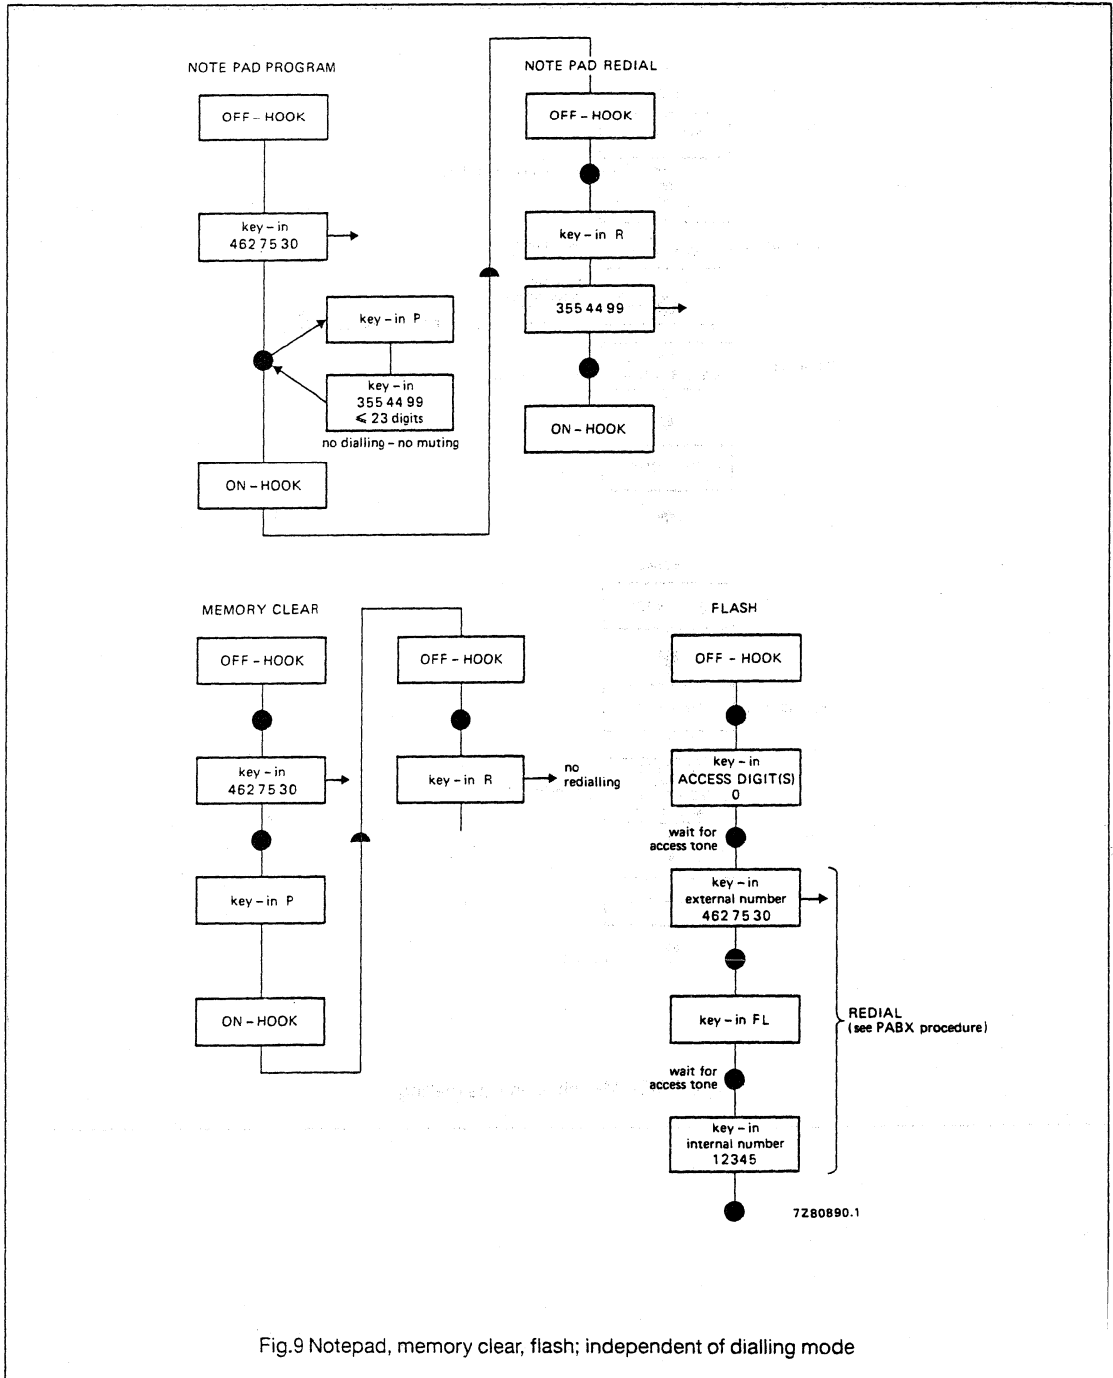 NOTE PAD PROGRAM
OFF – HOOK
key – in
462 75 30
key – in P
key – in
355 44 99
⩽ 23 digits
no dialling – no muting
ON – HOOK
NOTE PAD REDIAL
OFF – HOOK
key – in R
355 44 99
ON – HOOK
MEMORY CLEAR
OFF – HOOK
key – in
462 75 30
key – in P
ON – HOOK
OFF – HOOK
key – in R
no
redialling
FLASH
OFF – HOOK
key – in
ACCESS DIGIT(S)
0
wait for
access tone
key – in
external number
462 75 30
key – in FL
wait for
access tone
key – in
internal number
12345
REDIAL
(see PABX procedure)
7Z80890.1
Fig.9 Notepad, memory clear, flash; independent of dialling mode